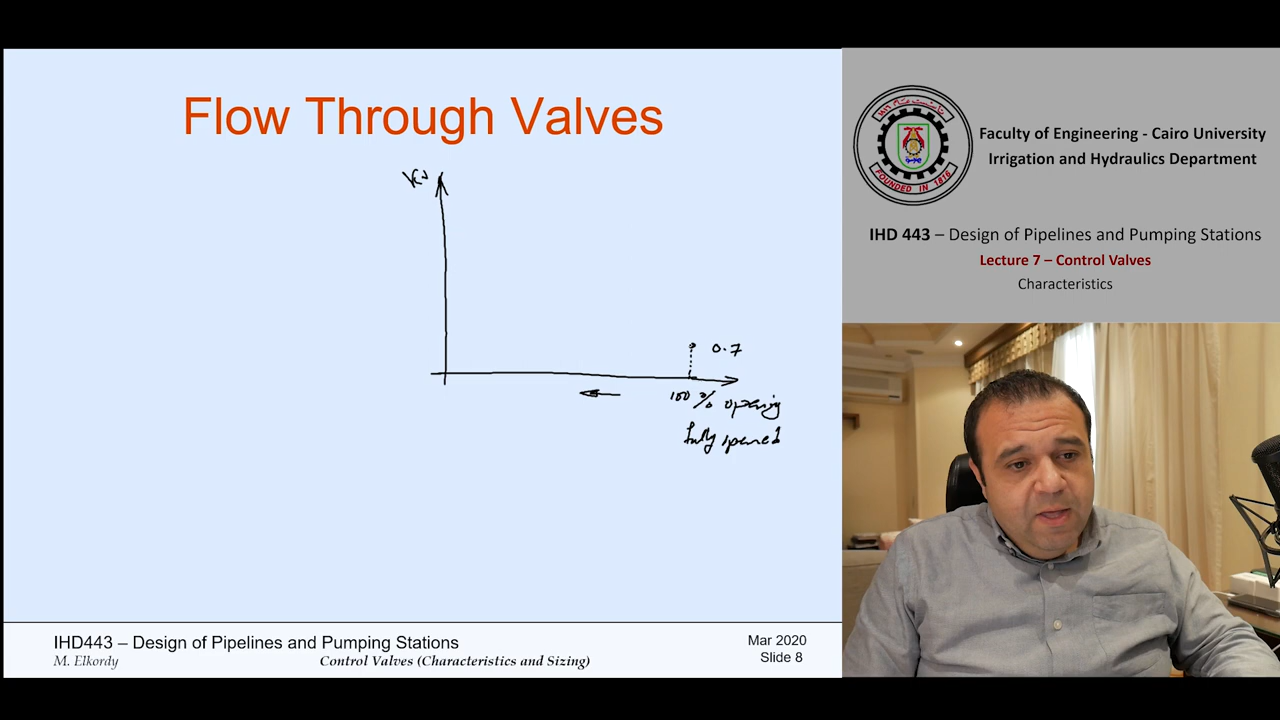 Flow Through Valves
Kv
0.7
100 % opening
fully opened
IHD443 – Design of Pipelines and Pumping Stations
M. Elkordy
Control Valves (Characteristics and Sizing)
Mar 2020
Slide 8
FOUNDED IN 1816
Faculty of Engineering - Cairo University
Irrigation and Hydraulics Department
IHD 443 – Design of Pipelines and Pumping Stations
Lecture 7 – Control Valves
Characteristics